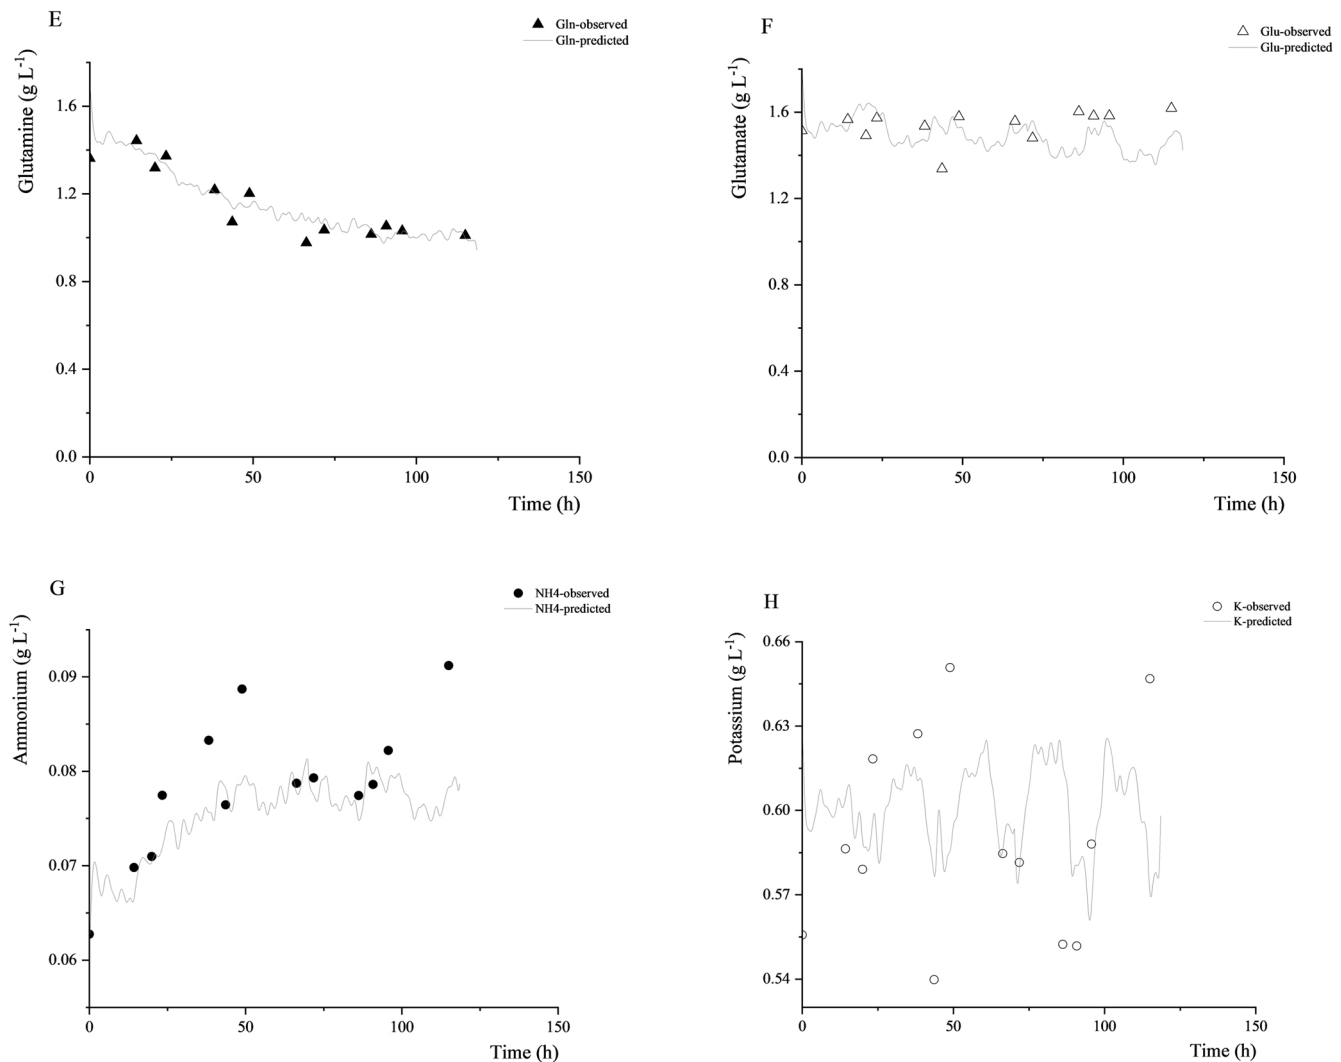 E
Gln-observed
Gln-predicted
Glutamine (g L⁻¹)
1.6
1.2
0.8
0.4
0.0
0 50 100 150
Time (h)
F
Glu-observed
Glu-predicted
Glutamate (g L⁻¹)
1.6
1.2
0.8
0.4
0.0
0 50 100 150
Time (h)
G
NH4-observed
NH4-predicted
Ammonium (g L⁻¹)
0.09
0.08
0.07
0.06
0 50 100 150
Time (h)
H
K-observed
K-predicted
Potassium (g L⁻¹)
0.66
0.63
0.60
0.57
0.54
0 50 100 150
Time (h)